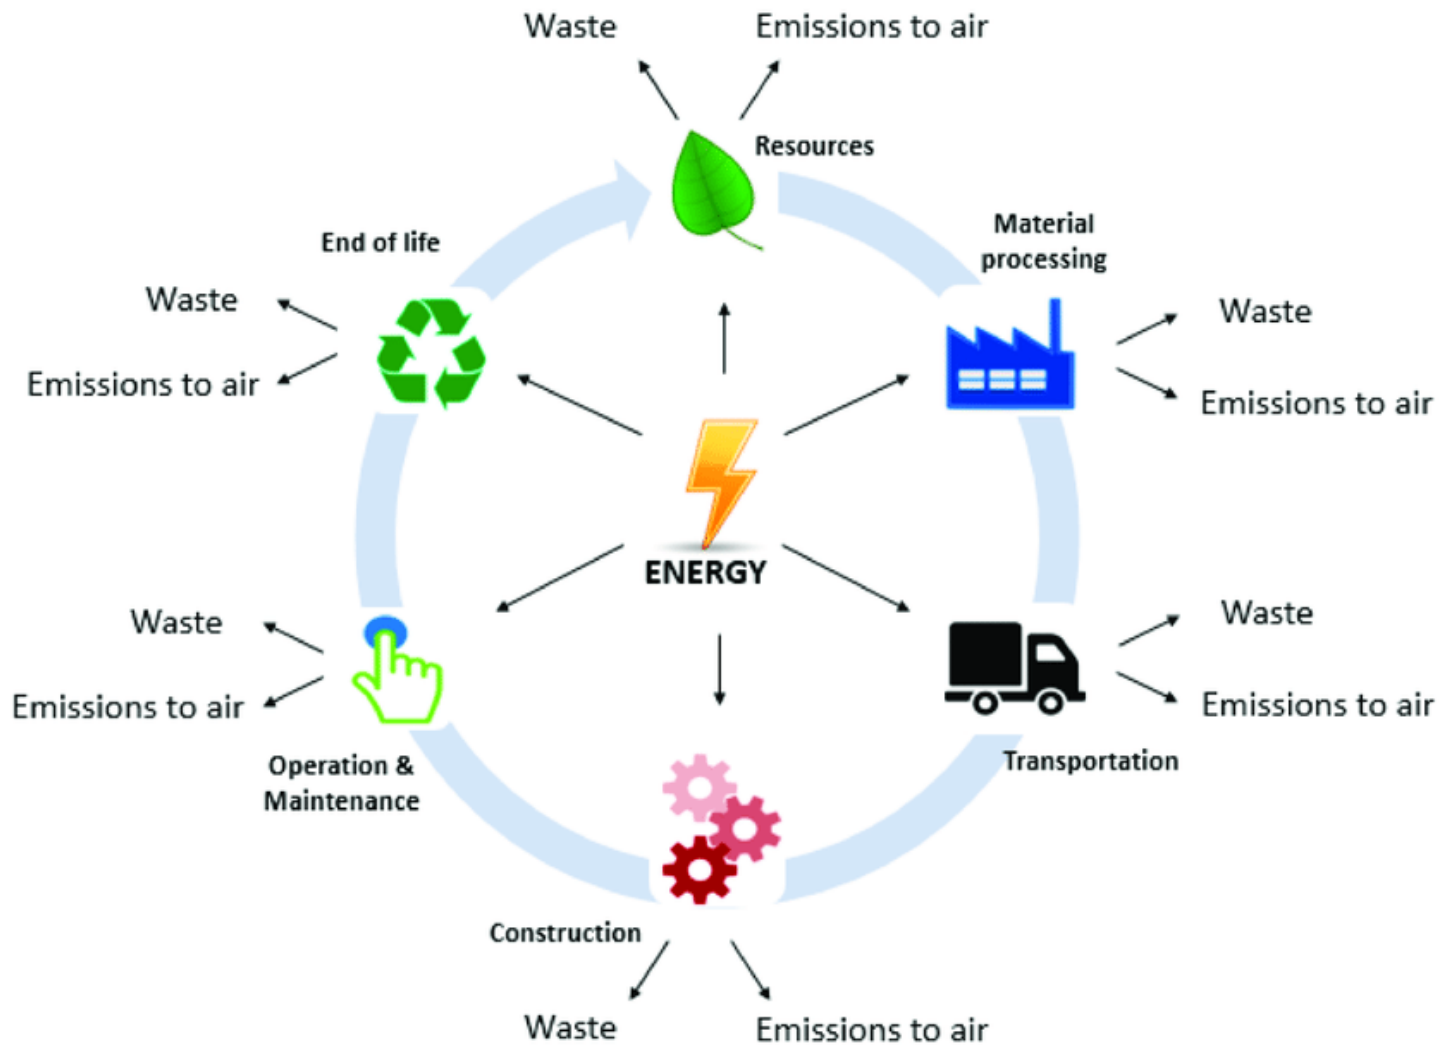 Waste
Emissions to air
Resources
Material
processing
End of life
Waste
Waste
Emissions to air
Emissions to air
ENERGY
Waste
Waste
Emissions to air
Emissions to air
Operation &
Maintenance
Transportation
Construction
Waste
Emissions to air